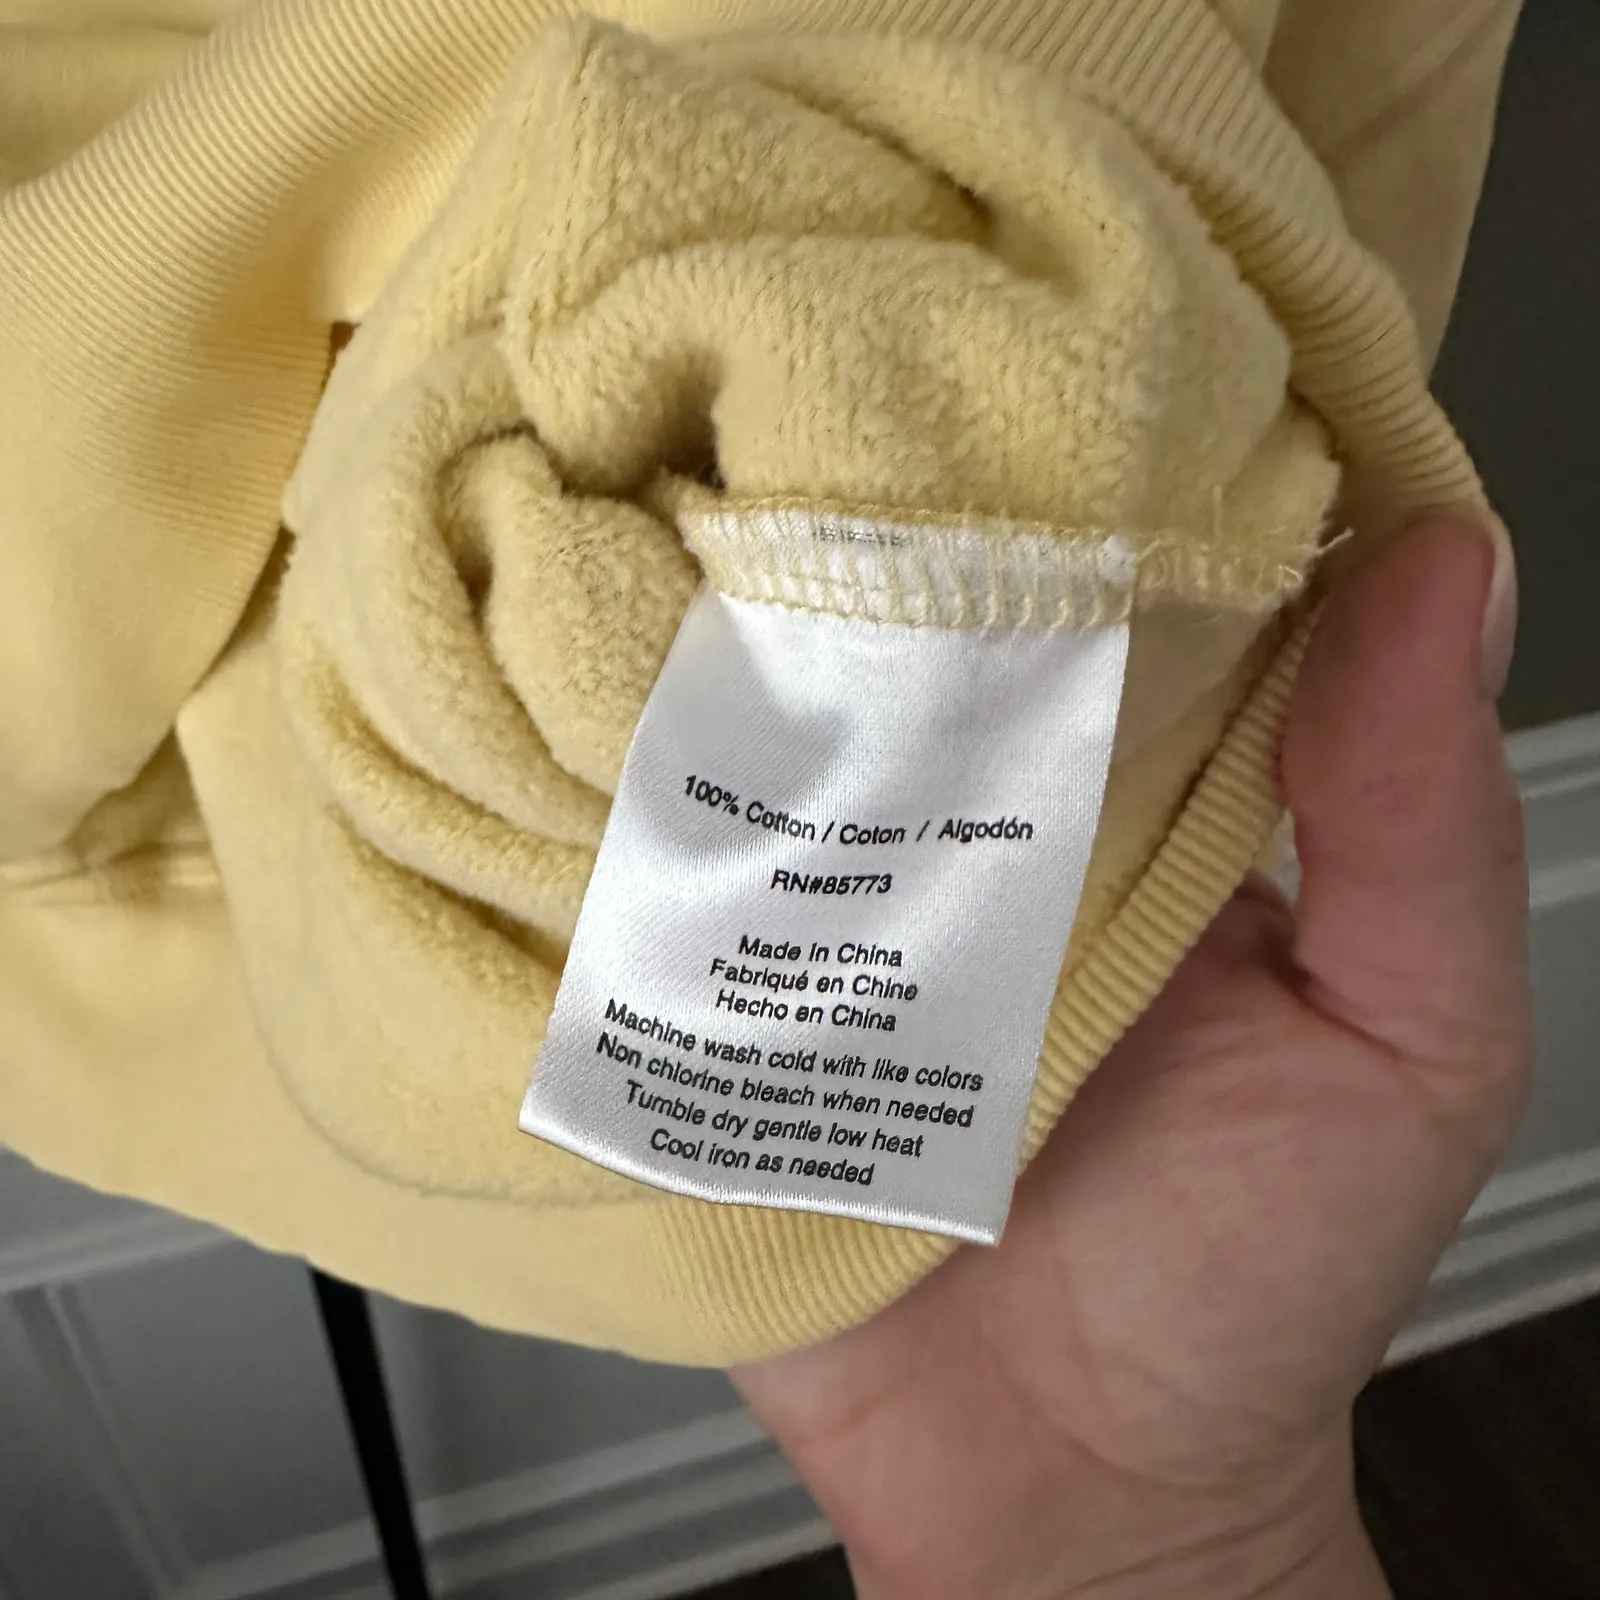 100% Cotton / Coton / Algodón
RN#85773
Made In China
Fabriqué en Chine
Hecho en China
Machine wash cold with like colors
Non chlorine bleach when needed
Tumble dry gentle low heat
Cool iron as needed